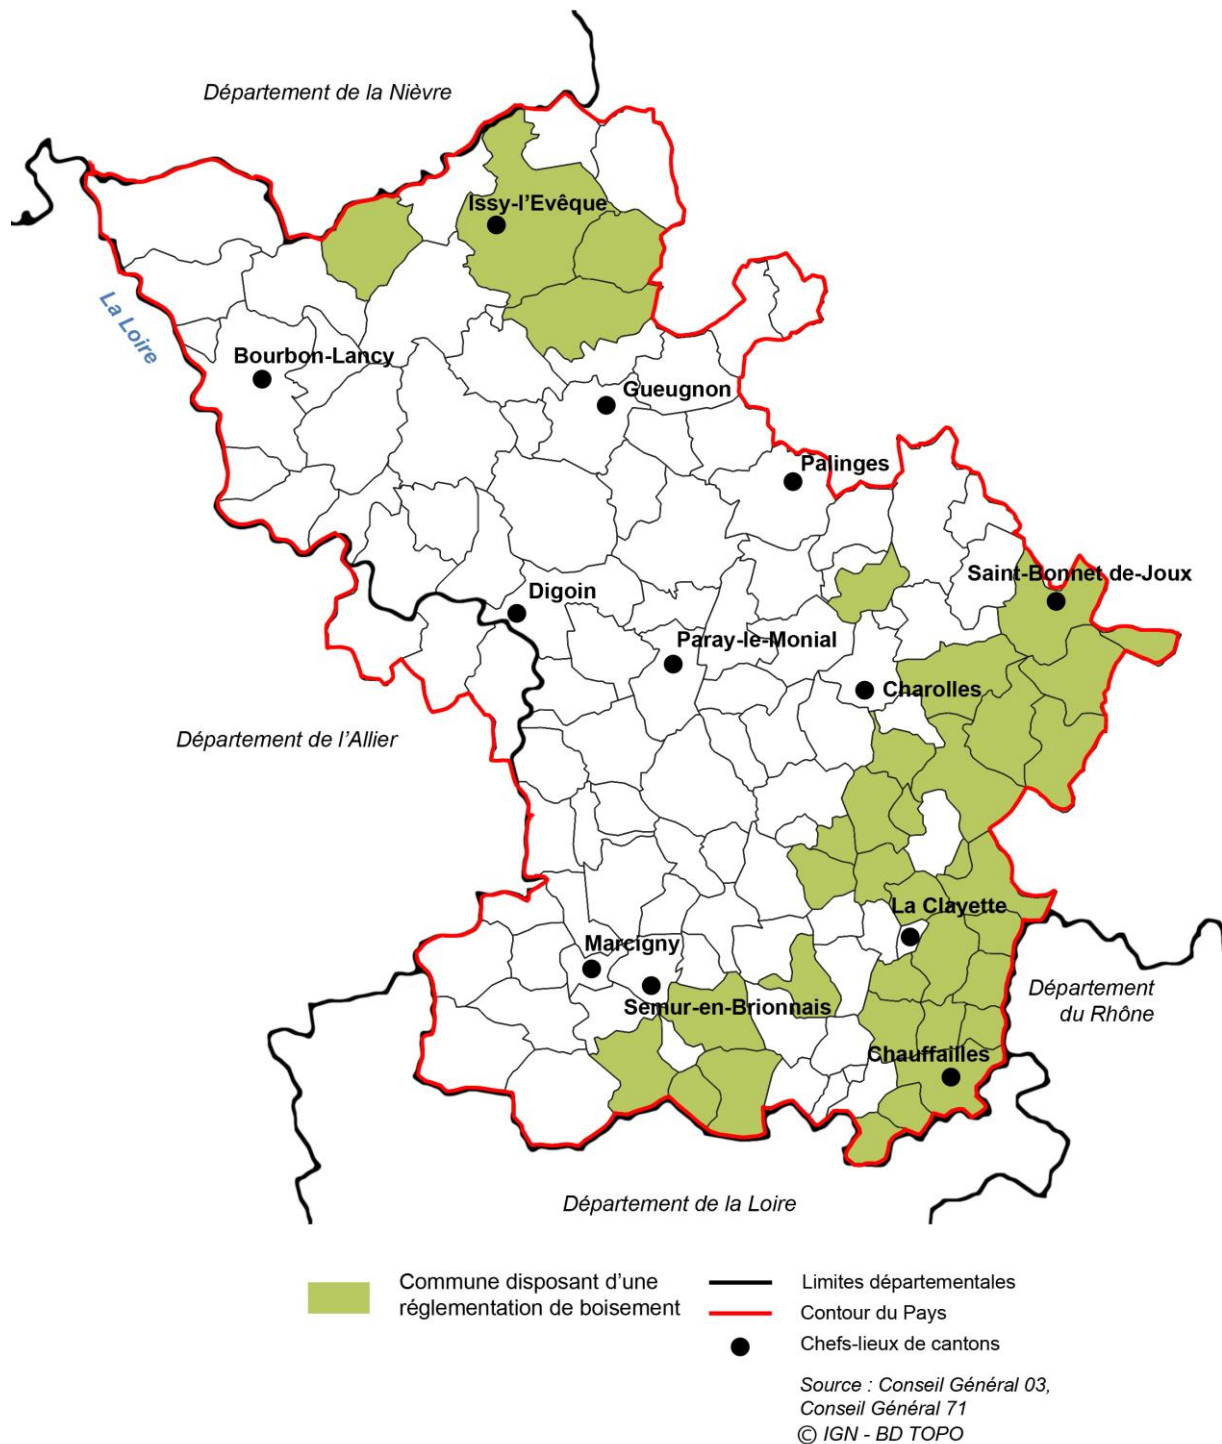 Département de la Nièvre
Issy-l'Evêque
La Loire
Bourbon-Lancy
Gueugnon
Palinges
Saint-Bonnet de-Joux
Digoin
Paray-le-Monial
Charolles
Département de l'Allier
La Clayette
Marcigny
Semur-en-Brionnais
Département
du Rhône
Chauffailles
Département de la Loire
Commune disposant d'une
réglementation de boisement
Limites départementales
Contour du Pays
Chefs-lieux de cantons
Source : Conseil Général 03,
Conseil Général 71
© IGN - BD TOPO